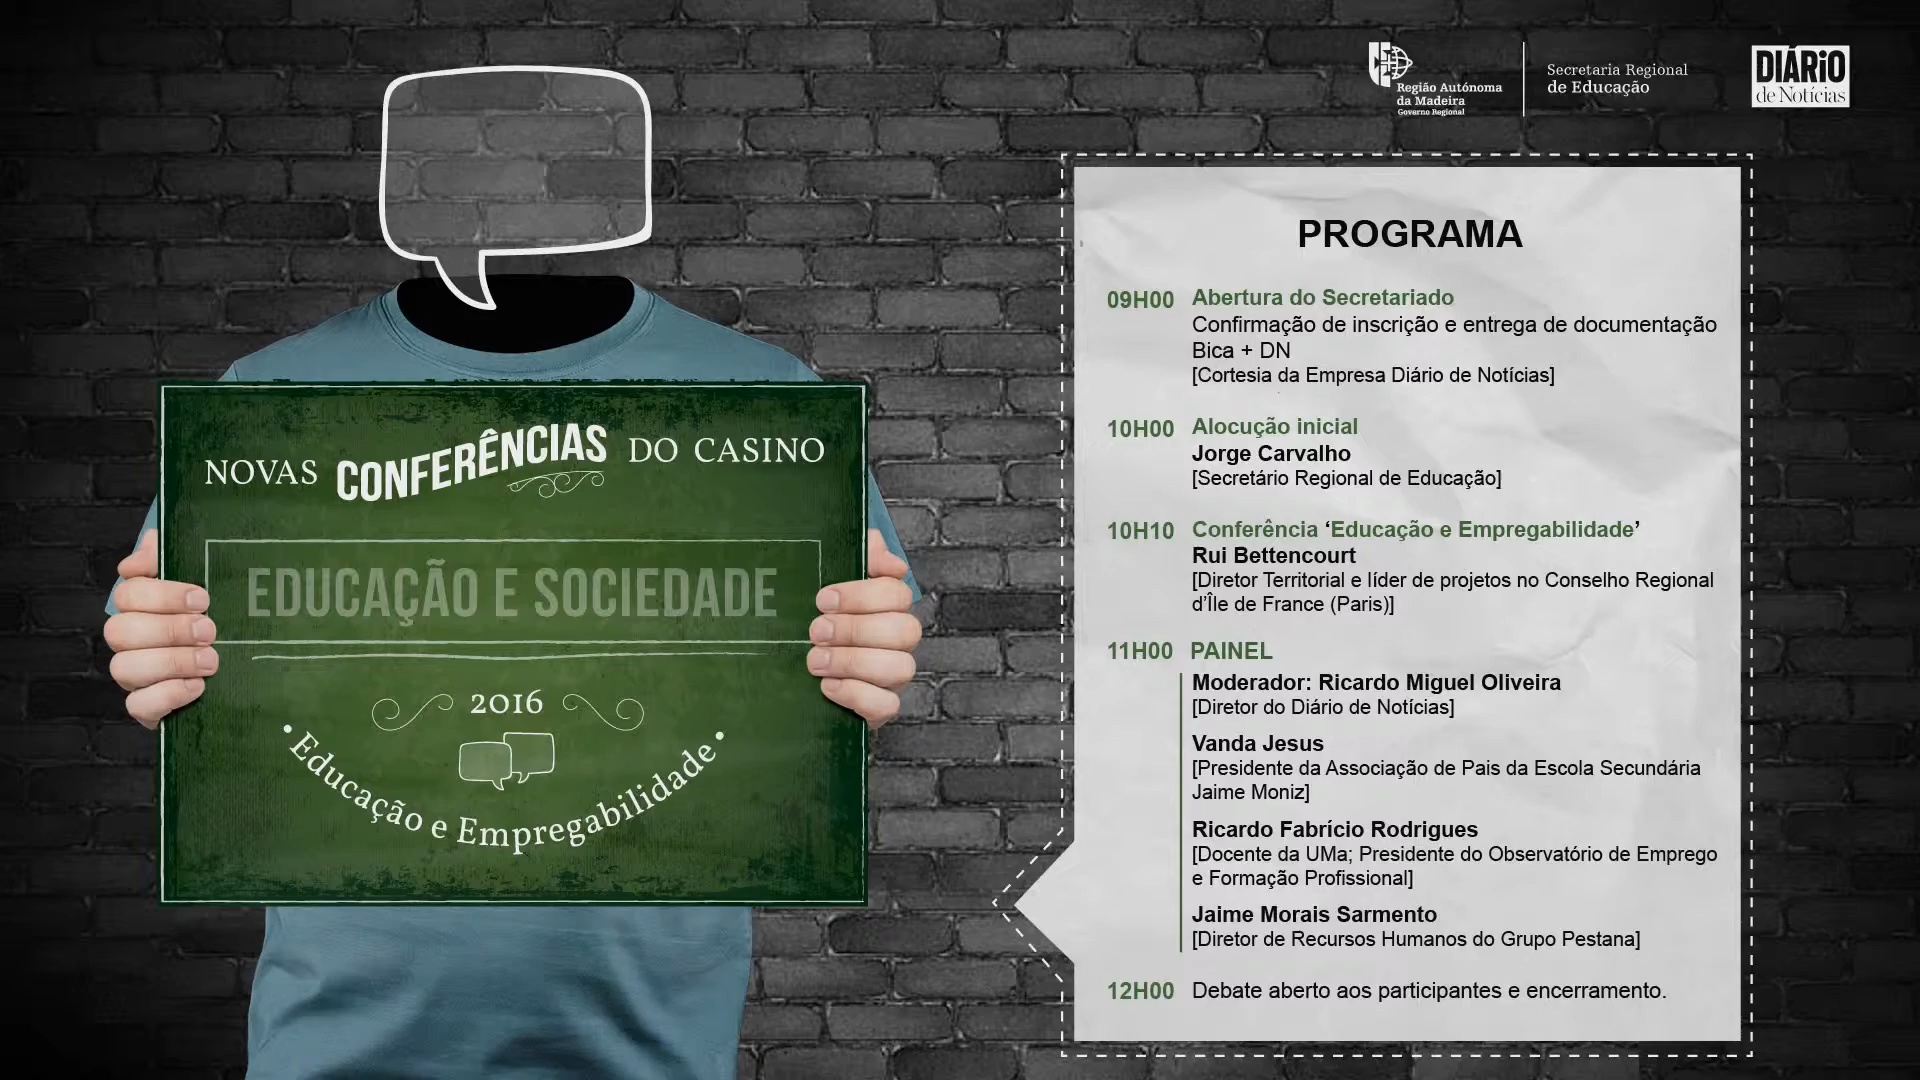 Região Autónoma
da Madeira
Governo Regional
Secretaria Regional
de Educação
DIÁRIO
de Notícias
NOVAS CONFERÊNCIAS DO CASINO
EDUCAÇÃO E SOCIEDADE
2016
• Educação e Empregabilidade •
PROGRAMA
09H00 Abertura do Secretariado
Confirmação de inscrição e entrega de documentação
Bica + DN
[Cortesia da Empresa Diário de Notícias]
10H00 Alocução inicial
Jorge Carvalho
[Secretário Regional de Educação]
10H10 Conferência ‘Educação e Empregabilidade’
Rui Bettencourt
[Diretor Territorial e líder de projetos no Conselho Regional
d’Île de France (Paris)]
11H00 PAINEL
Moderador: Ricardo Miguel Oliveira
[Diretor do Diário de Notícias]
Vanda Jesus
[Presidente da Associação de Pais da Escola Secundária
Jaime Moniz]
Ricardo Fabrício Rodrigues
[Docente da UMa; Presidente do Observatório de Emprego
e Formação Profissional]
Jaime Morais Sarmento
[Diretor de Recursos Humanos do Grupo Pestana]
12H00 Debate aberto aos participantes e encerramento.